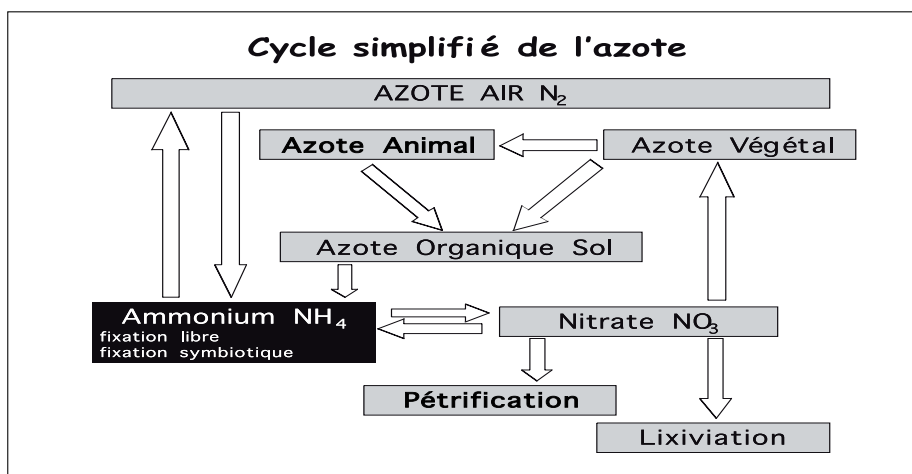 Cycle simplifié de l'azote
AZOTE AIR N₂
Azote Animal
Azote Végétal
Azote Organique Sol
Ammonium NH₄
fixation libre
fixation symbiotique
Nitrate NO₃
Pétrification
Lixiviation